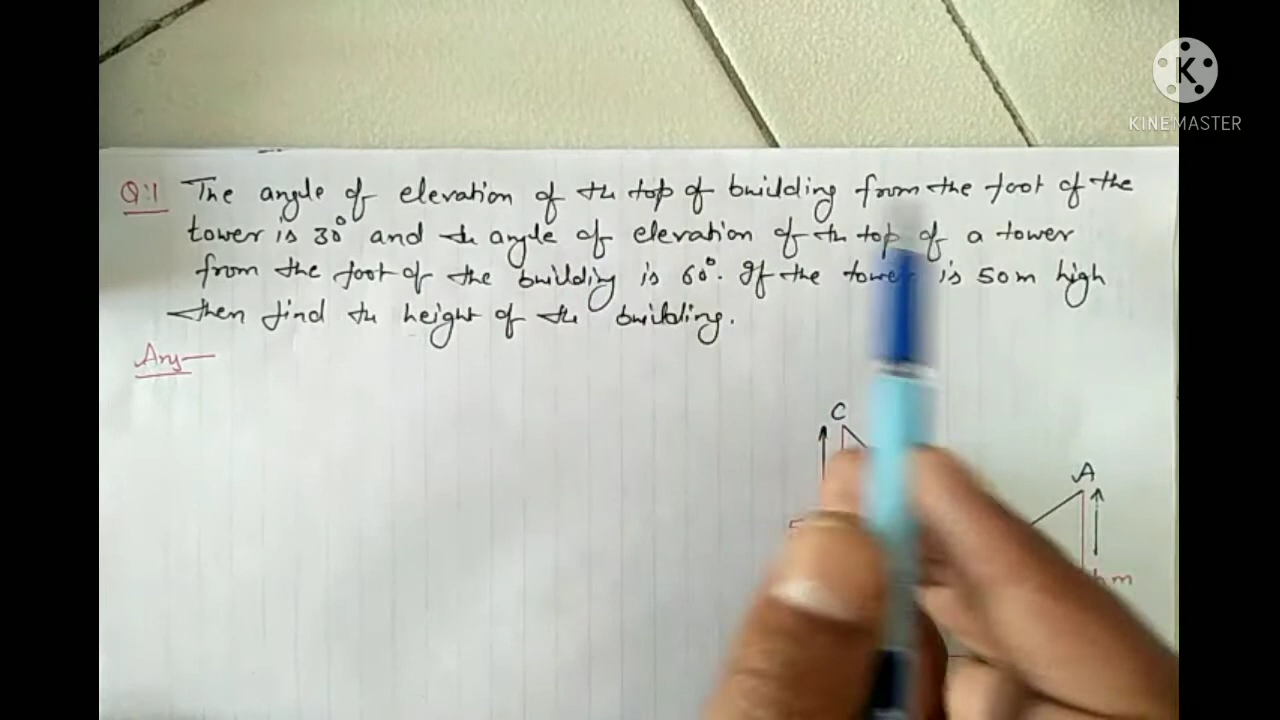 KINEMASTER
Q:1 The angle of elevation of the top of building from the foot of the
tower is 30° and the angle of elevation of the top of a tower
from the foot of the building is 60°. If the tower is 50m high
then find the height of the building.
Ans
C
A
h m